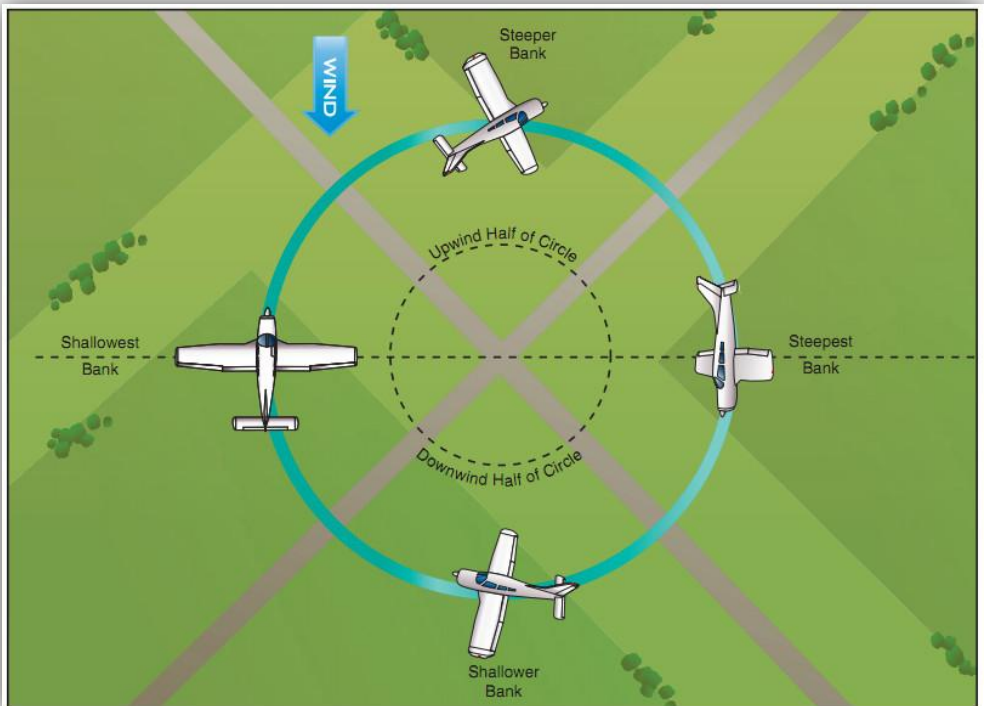 Steeper
Bank
WIND
Upwind Half of Circle
Shallowest
Bank
Steepest
Bank
Downwind Half of Circle
Shallower
Bank